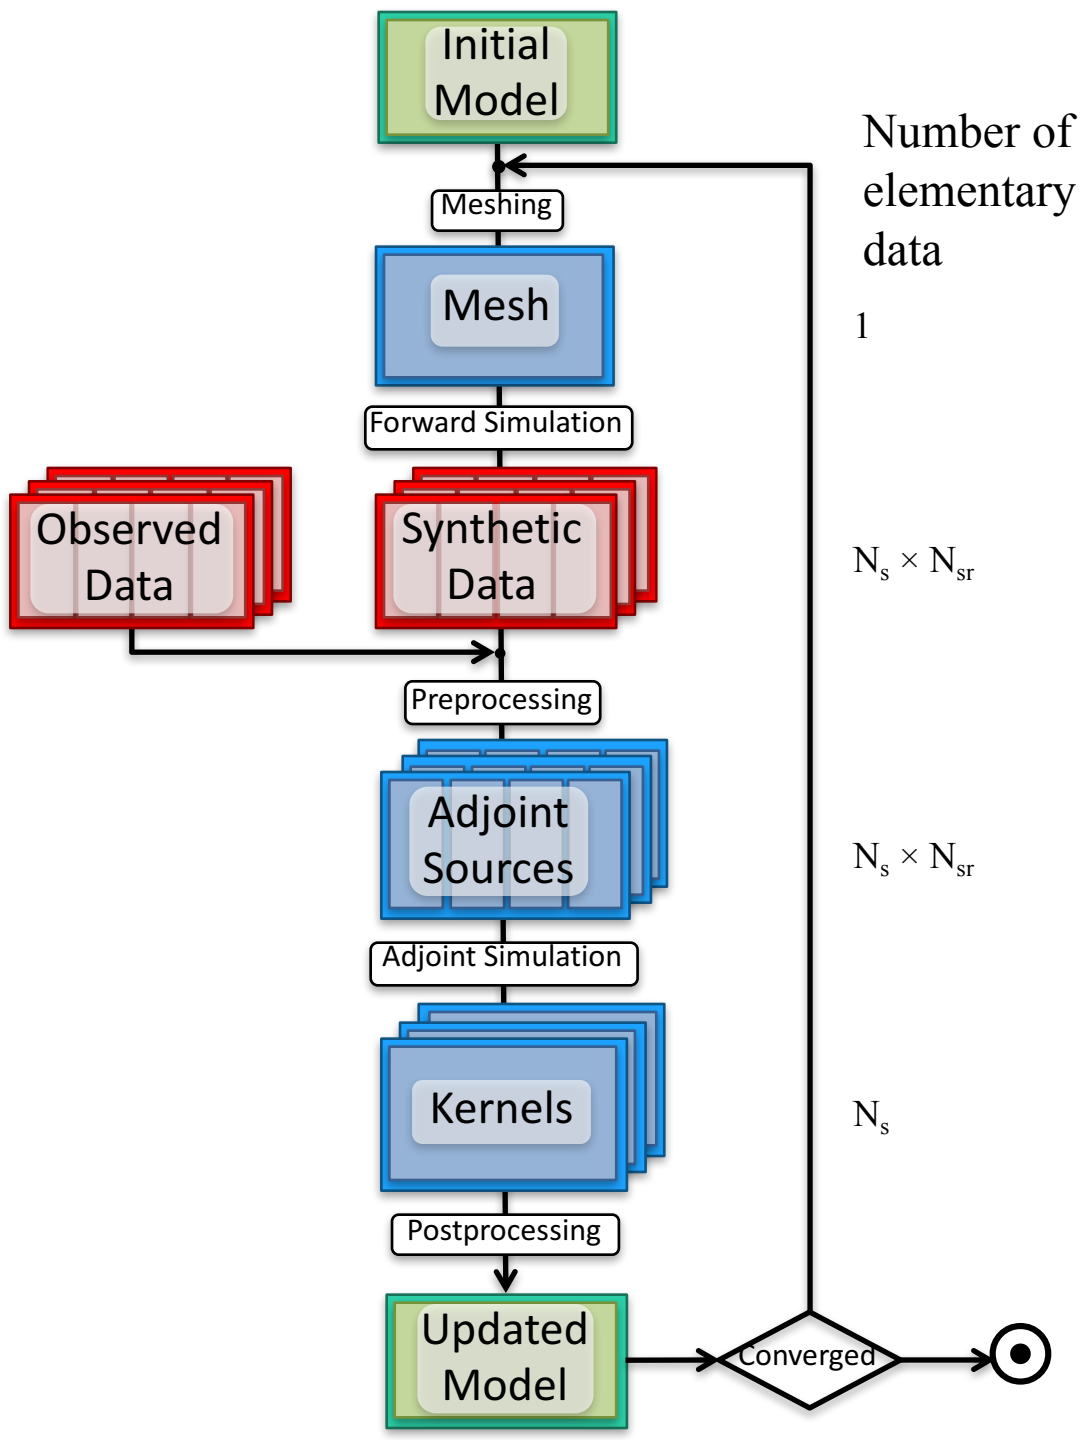 Initial
Model
Number of
elementary
data
Meshing
Mesh
1
Forward Simulation
Observed
Data
Synthetic
Data
Nₛ × Nₛᵣ
Preprocessing
Adjoint
Sources
Nₛ × Nₛᵣ
Adjoint Simulation
Kernels
Nₛ
Postprocessing
Updated
Model
Converged